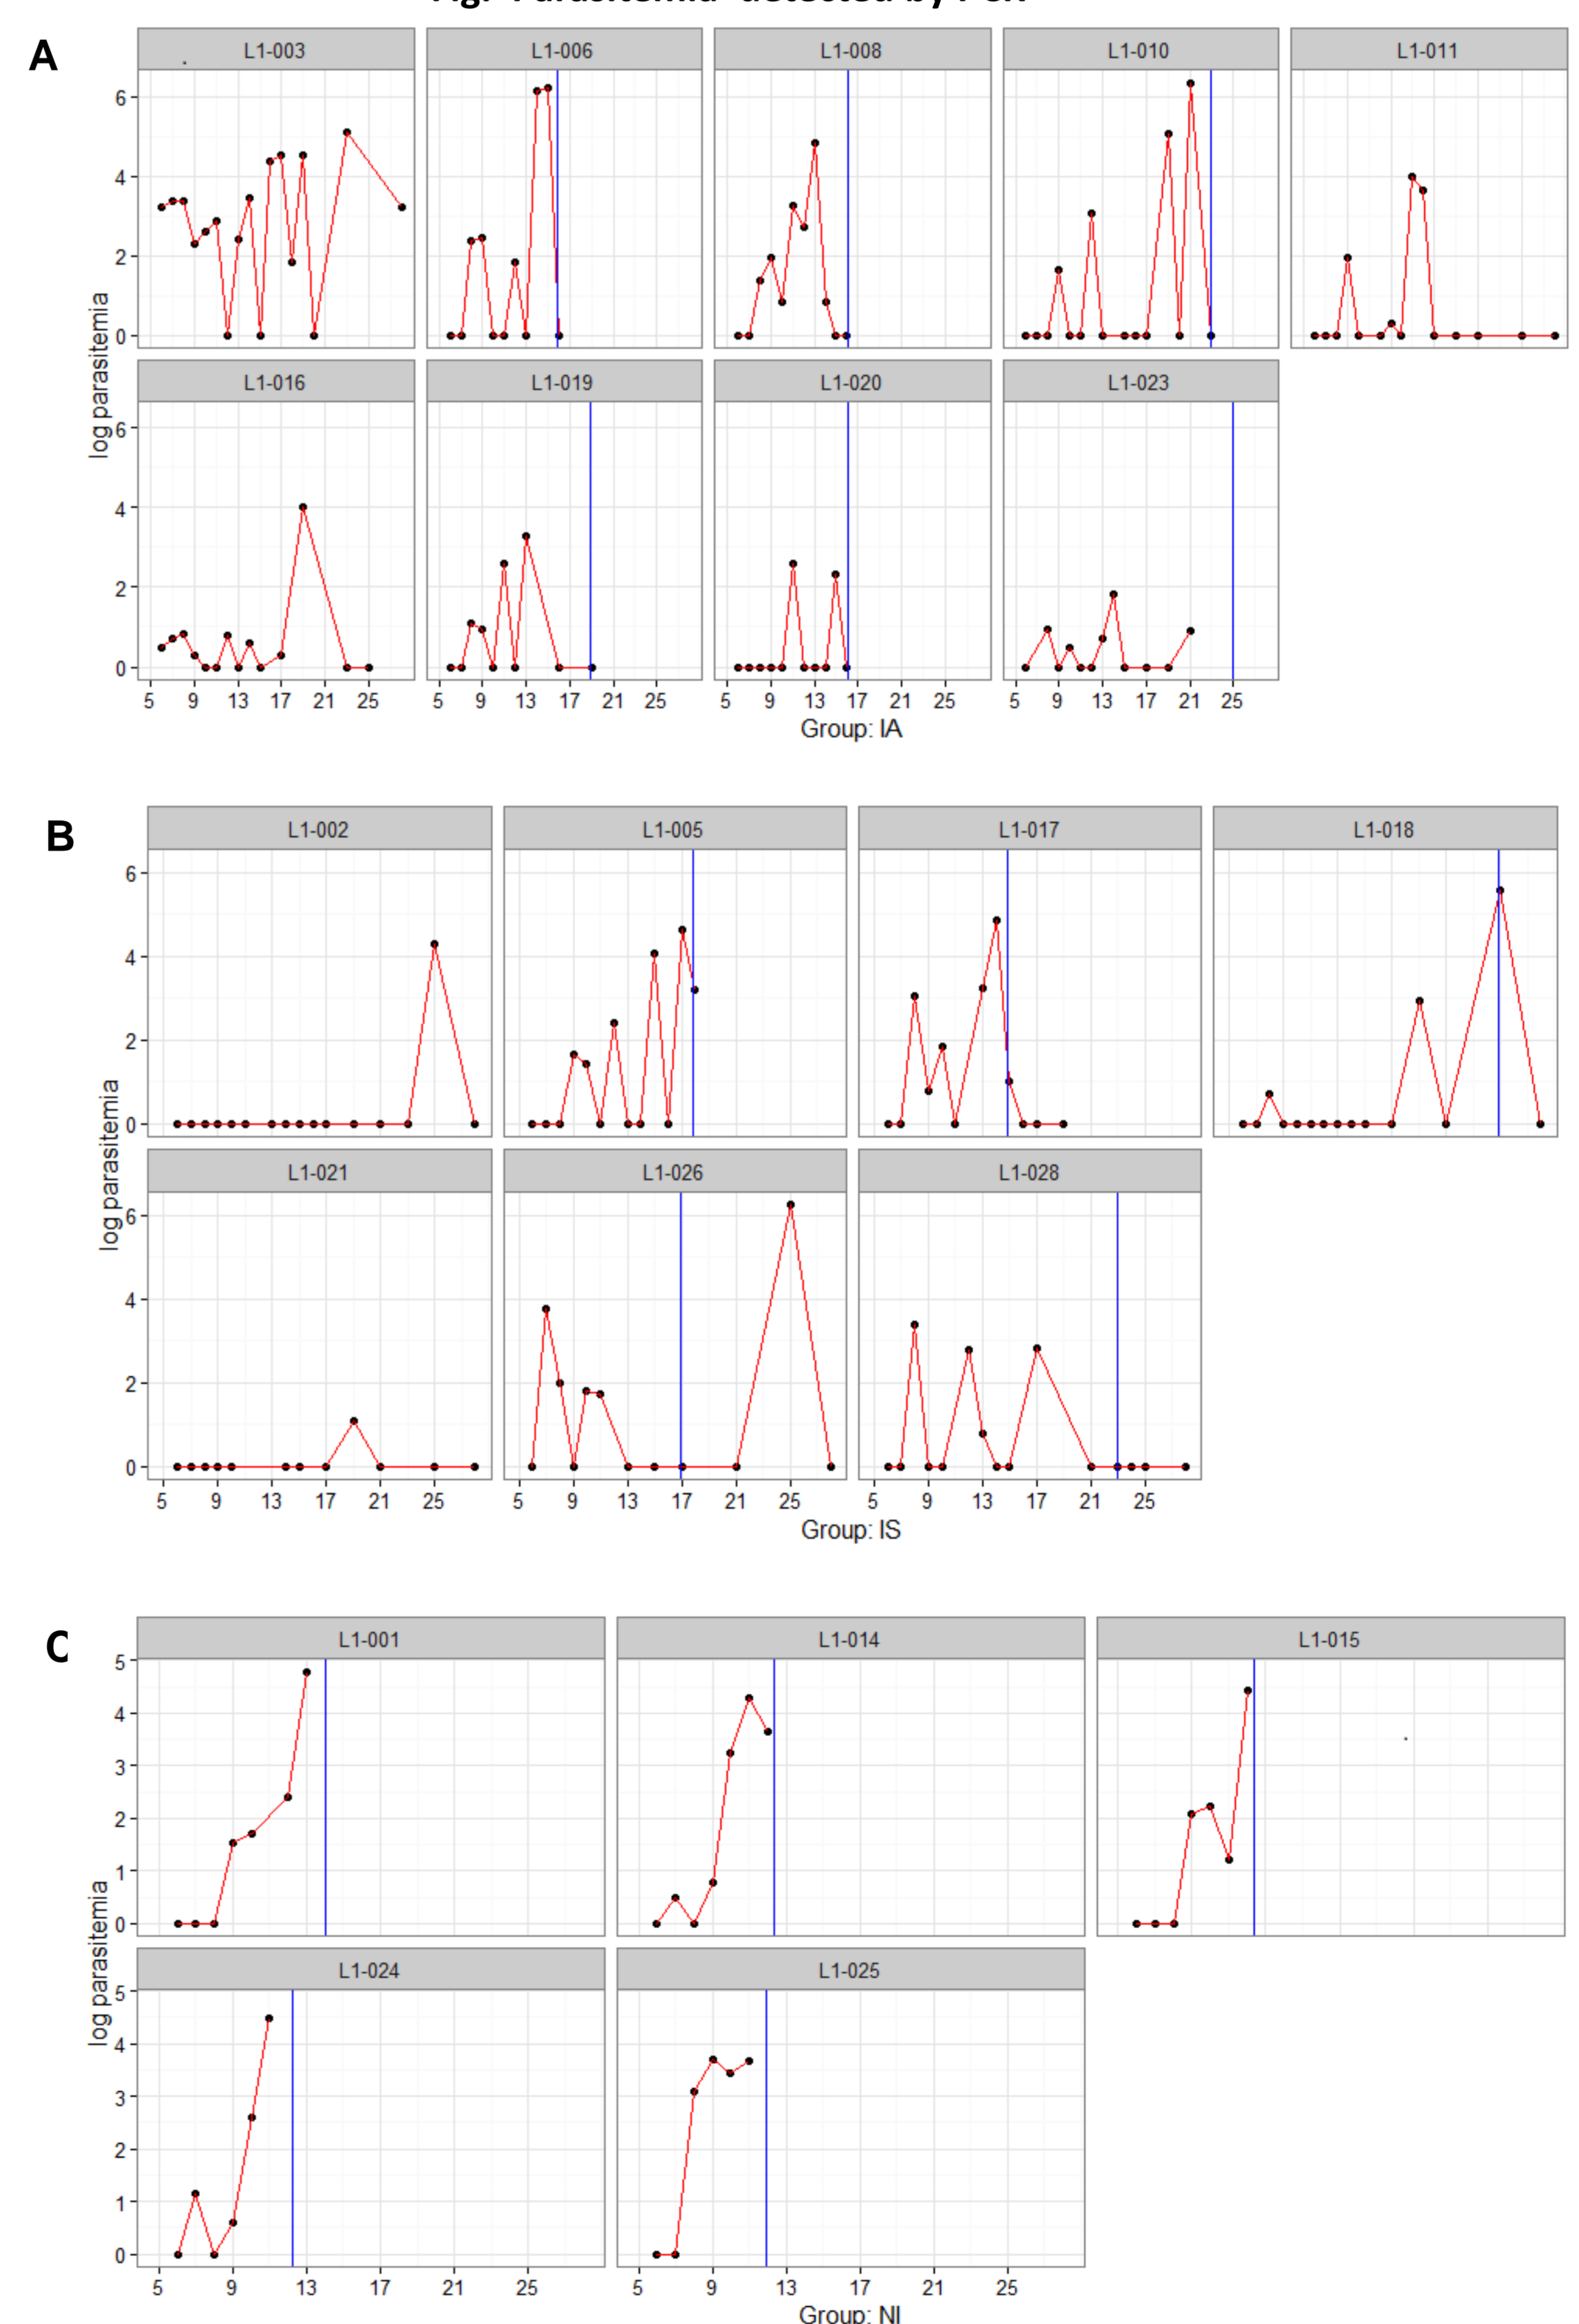 Fig. Parasitemia detected by PCR
A
L1-003 L1-006 L1-008 L1-010 L1-011
6
4
2
0
L1-016 L1-019 L1-020 L1-023
6
4
2
0
log parasitemia
5 9 13 17 21 25 5 9 13 17 21 25 5 9 13 17 21 25 5 9 13 17 21 25
Group: IA
B
L1-002 L1-005 L1-017 L1-018
6
4
2
0
L1-021 L1-026 L1-028
6
4
2
0
log parasitemia
5 9 13 17 21 25 5 9 13 17 21 25 5 9 13 17 21 25
Group: IS
C
L1-001 L1-014 L1-015
5
4
3
2
1
0
L1-024 L1-025
5
4
3
2
1
0
log parasitemia
5 9 13 17 21 25 5 9 13 17 21 25
Group: NI